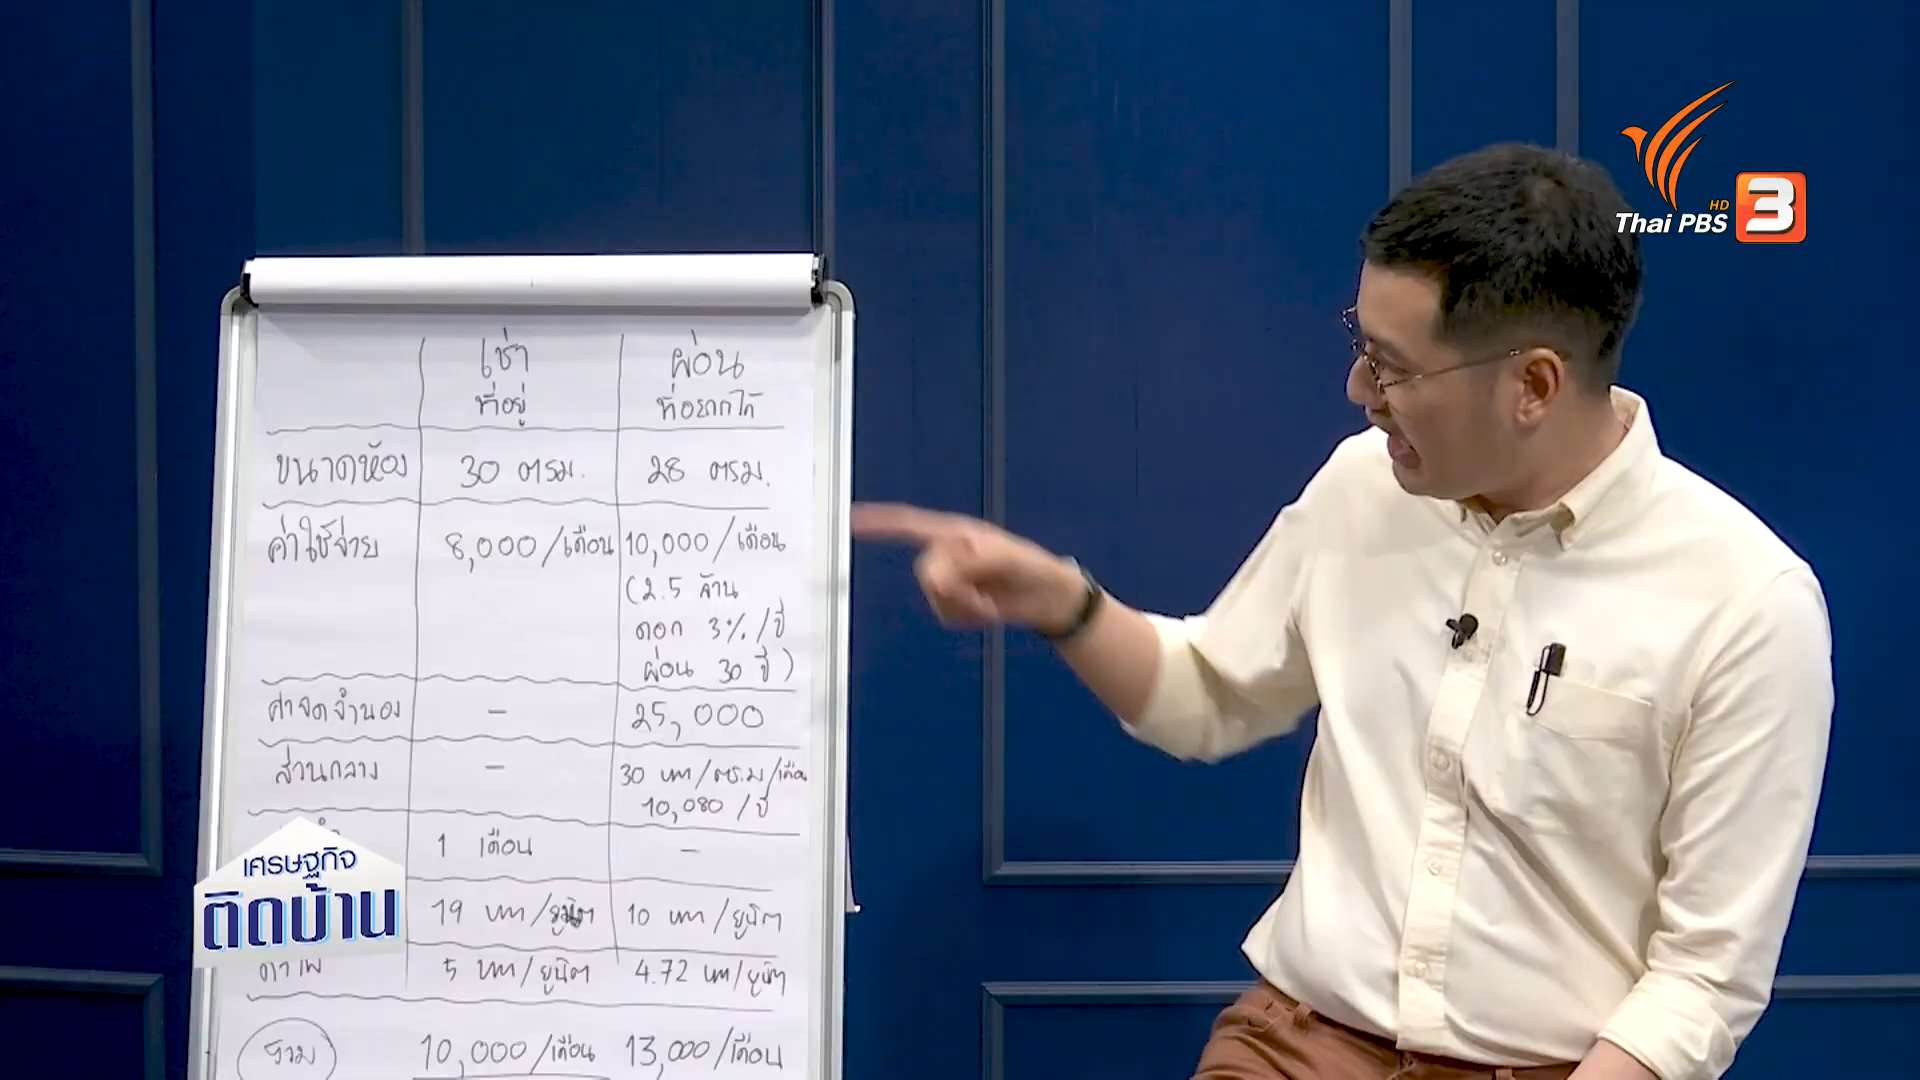 HD
Thai PBS 3
เช่า ผ่อน
ที่อยู่ ที่อยากได้
ขนาดห้อง 30 ตรม. 28 ตรม.
ค่าใช้จ่าย 8,000/เดือน 10,000/เดือน
(2.5 ล้าน
ดอก 3%/ปี
ผ่อน 30 ปี)
ค่าจดจำนอง - 25,000
ส่วนกลาง - 30 บาท/ตร.ม/เดือน
10,080/ปี
1 เดือน -
19 บาท/ยูนิต 10 บาท/ยูนิต
ค่าไฟ 5 บาท/ยูนิต 4.72 บาท/ยูนิต
รวม 10,000/เดือน 13,000/เดือน
เศรษฐกิจ
ติดบ้าน